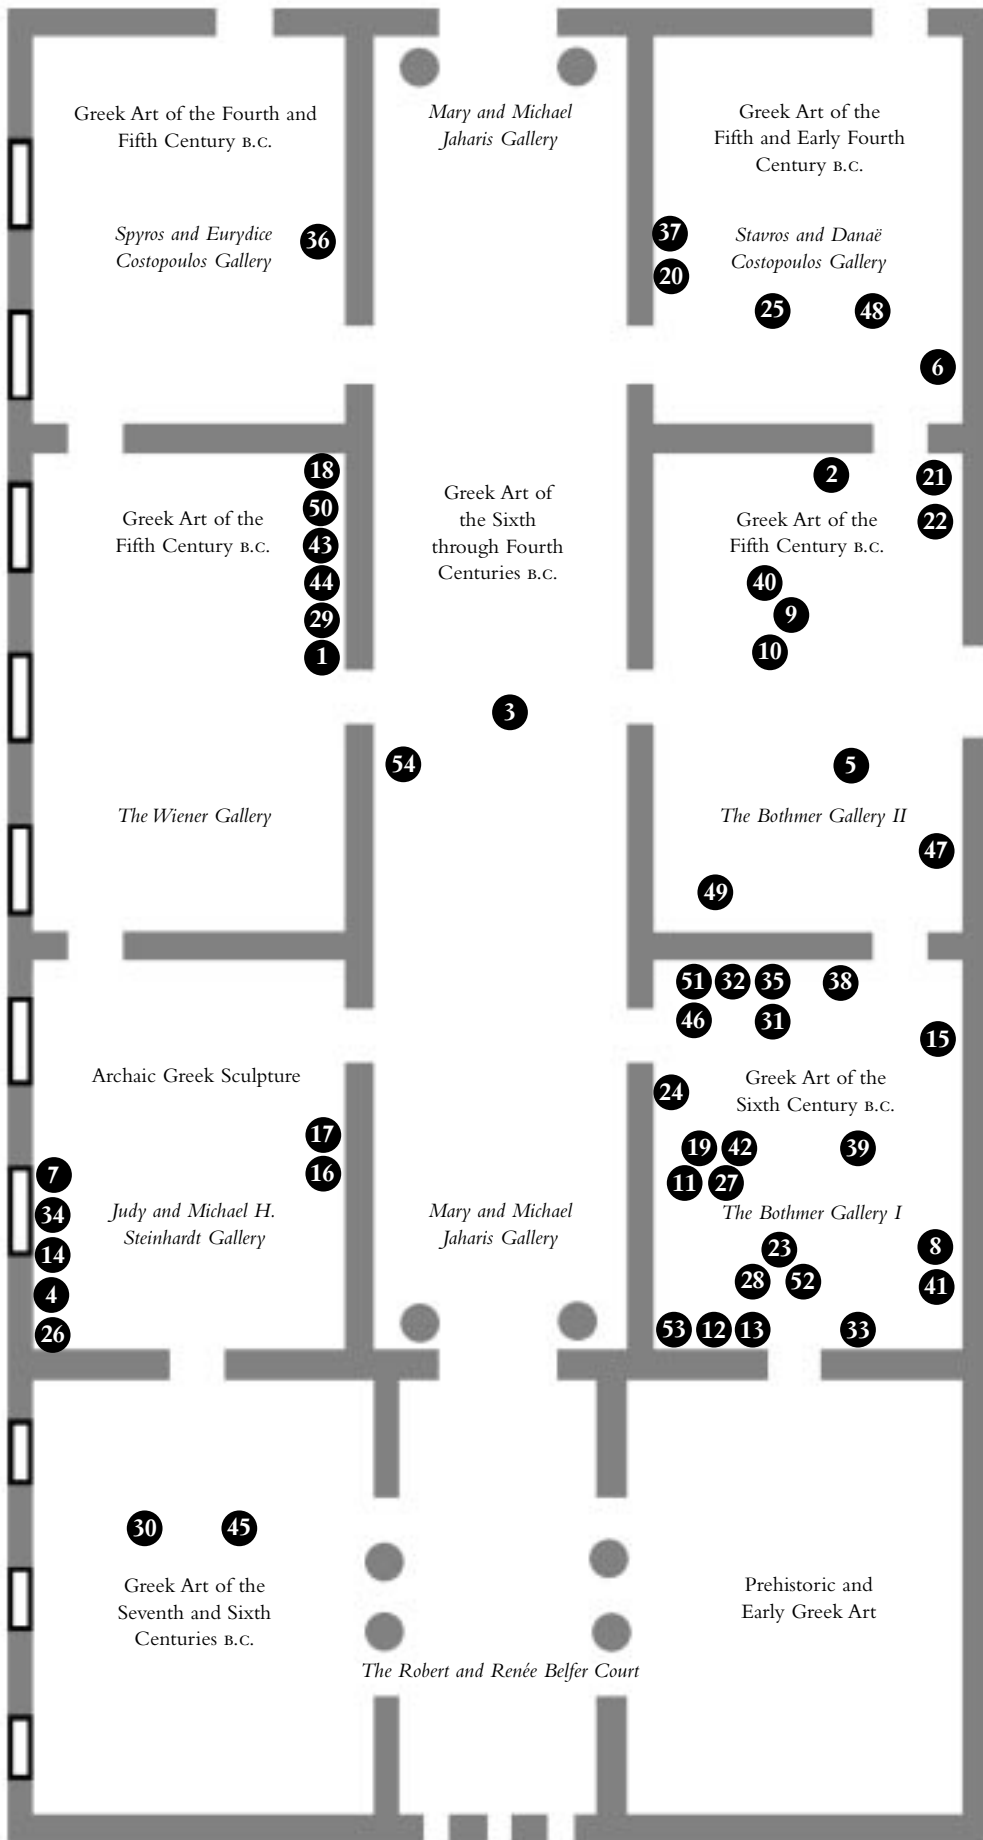 Greek Art of the Fourth and
Fifth Century B.C.
Spyros and Eurydice
Costopoulos Gallery
36
Mary and Michael
Jaharis Gallery
Greek Art of the
Fifth and Early Fourth
Century B.C.
37
20
Stavros and Danaë
Costopoulos Gallery
25
48
6
18
50
43
44
29
1
Greek Art of the
Fifth Century B.C.
The Wiener Gallery
Greek Art of
the Sixth
through Fourth
Centuries B.C.
3
54
2
21
22
Greek Art of the
Fifth Century B.C.
40
9
10
5
The Bothmer Gallery II
47
49
Archaic Greek Sculpture
17
16
7
34
14
4
26
Judy and Michael H.
Steinhardt Gallery
Mary and Michael
Jaharis Gallery
51
32
35
38
46
31
15
24
Greek Art of the
Sixth Century B.C.
19
42
39
11
27
The Bothmer Gallery I
23
8
28
52
41
53
12
13
33
30
45
Greek Art of the
Seventh and Sixth
Centuries B.C.
Prehistoric and
Early Greek Art
The Robert and Renée Belfer Court